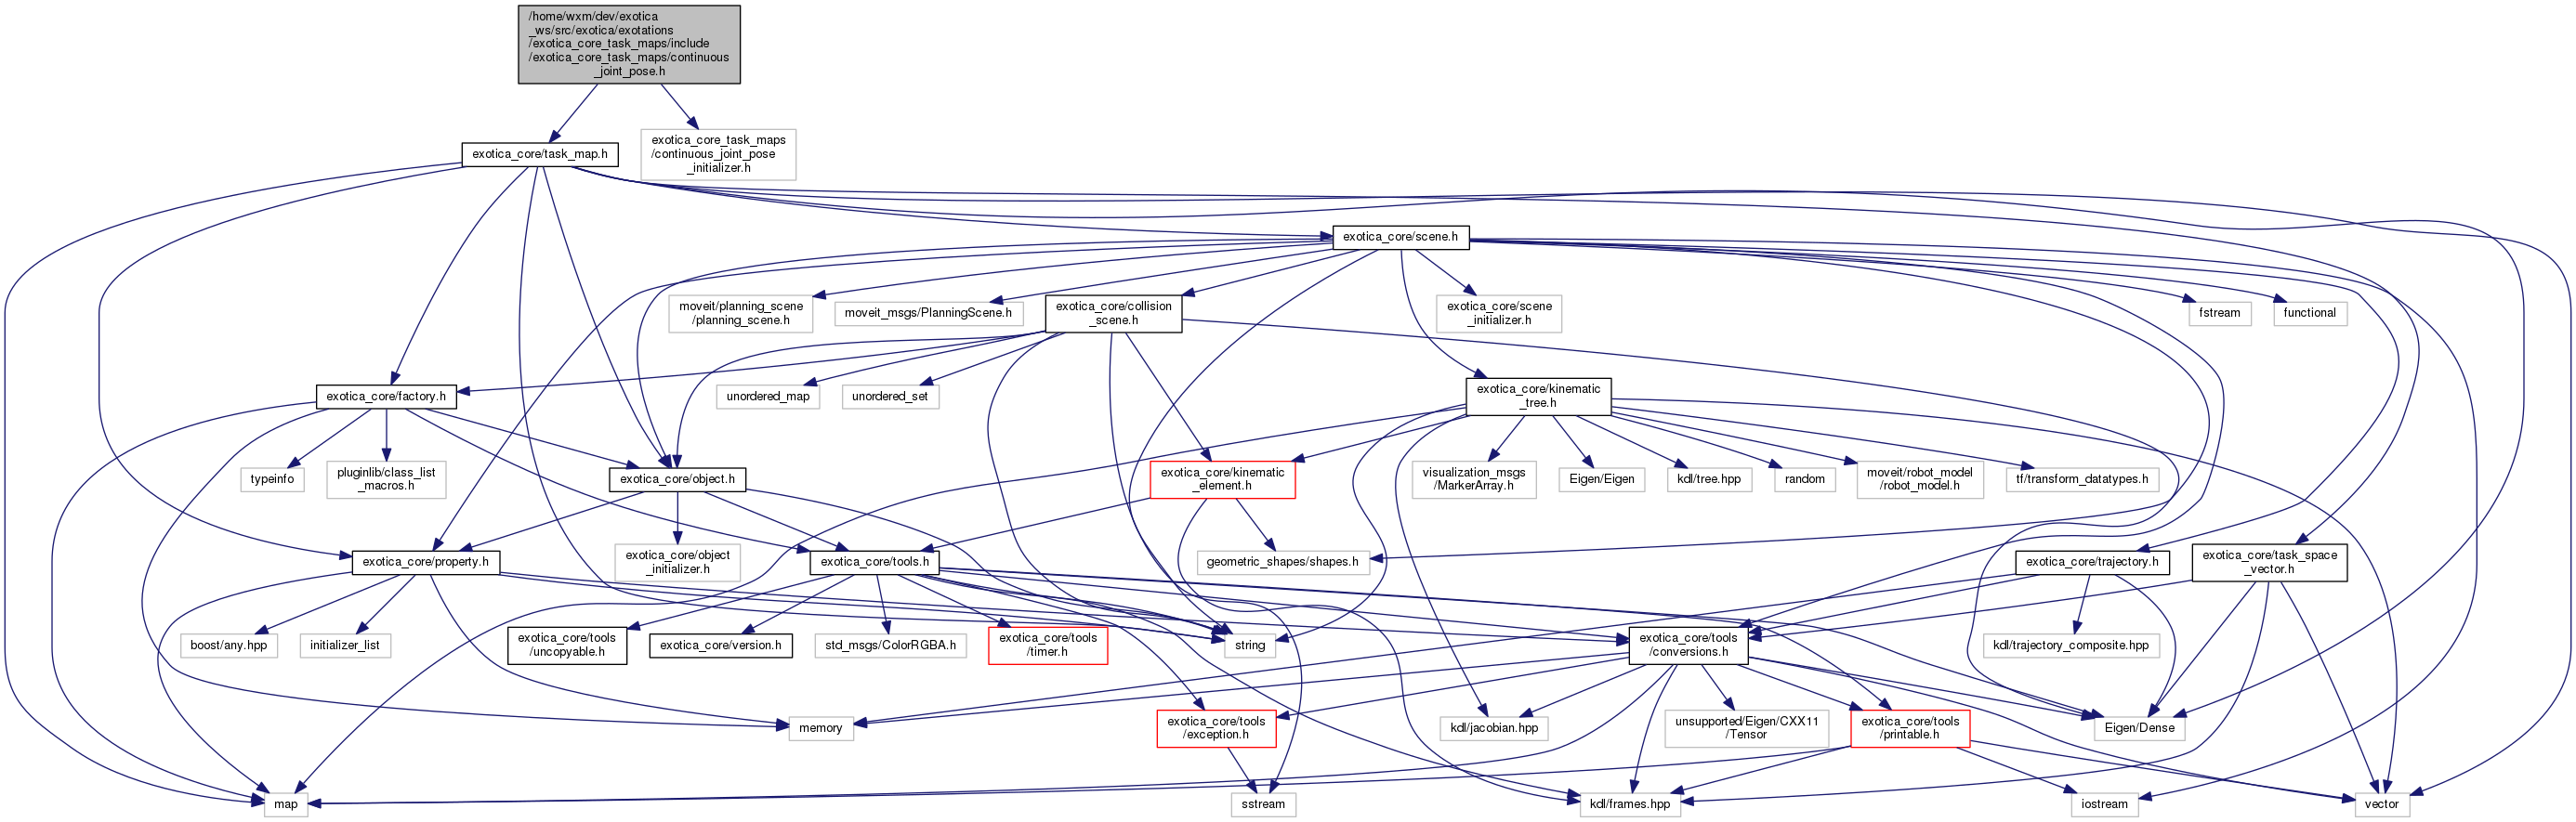 /home/wxm/dev/exotica
_ws/src/exotica/exotations
/exotica_core_task_maps/include
/exotica_core_task_maps/continuous
_joint_pose.h
exotica_core/task_map.h
exotica_core_task_maps
/continuous_joint_pose
_initializer.h
exotica_core/scene.h
moveit/planning_scene
/planning_scene.h
moveit_msgs/PlanningScene.h
exotica_core/collision
_scene.h
exotica_core/scene
_initializer.h
fstream
functional
exotica_core/factory.h
unordered_map
unordered_set
exotica_core/kinematic
_tree.h
typeinfo
pluginlib/class_list
_macros.h
exotica_core/object.h
exotica_core/kinematic
_element.h
visualization_msgs
/MarkerArray.h
Eigen/Eigen
kdl/tree.hpp
random
moveit/robot_model
/robot_model.h
tf/transform_datatypes.h
exotica_core/property.h
exotica_core/object
_initializer.h
exotica_core/tools.h
geometric_shapes/shapes.h
exotica_core/trajectory.h
exotica_core/task_space
_vector.h
boost/any.hpp
initializer_list
exotica_core/tools
/uncopyable.h
exotica_core/version.h
std_msgs/ColorRGBA.h
exotica_core/tools
/timer.h
string
exotica_core/tools
/conversions.h
kdl/trajectory_composite.hpp
memory
exotica_core/tools
/exception.h
kdl/jacobian.hpp
unsupported/Eigen/CXX11
/Tensor
exotica_core/tools
/printable.h
Eigen/Dense
map
sstream
kdl/frames.hpp
iostream
vector